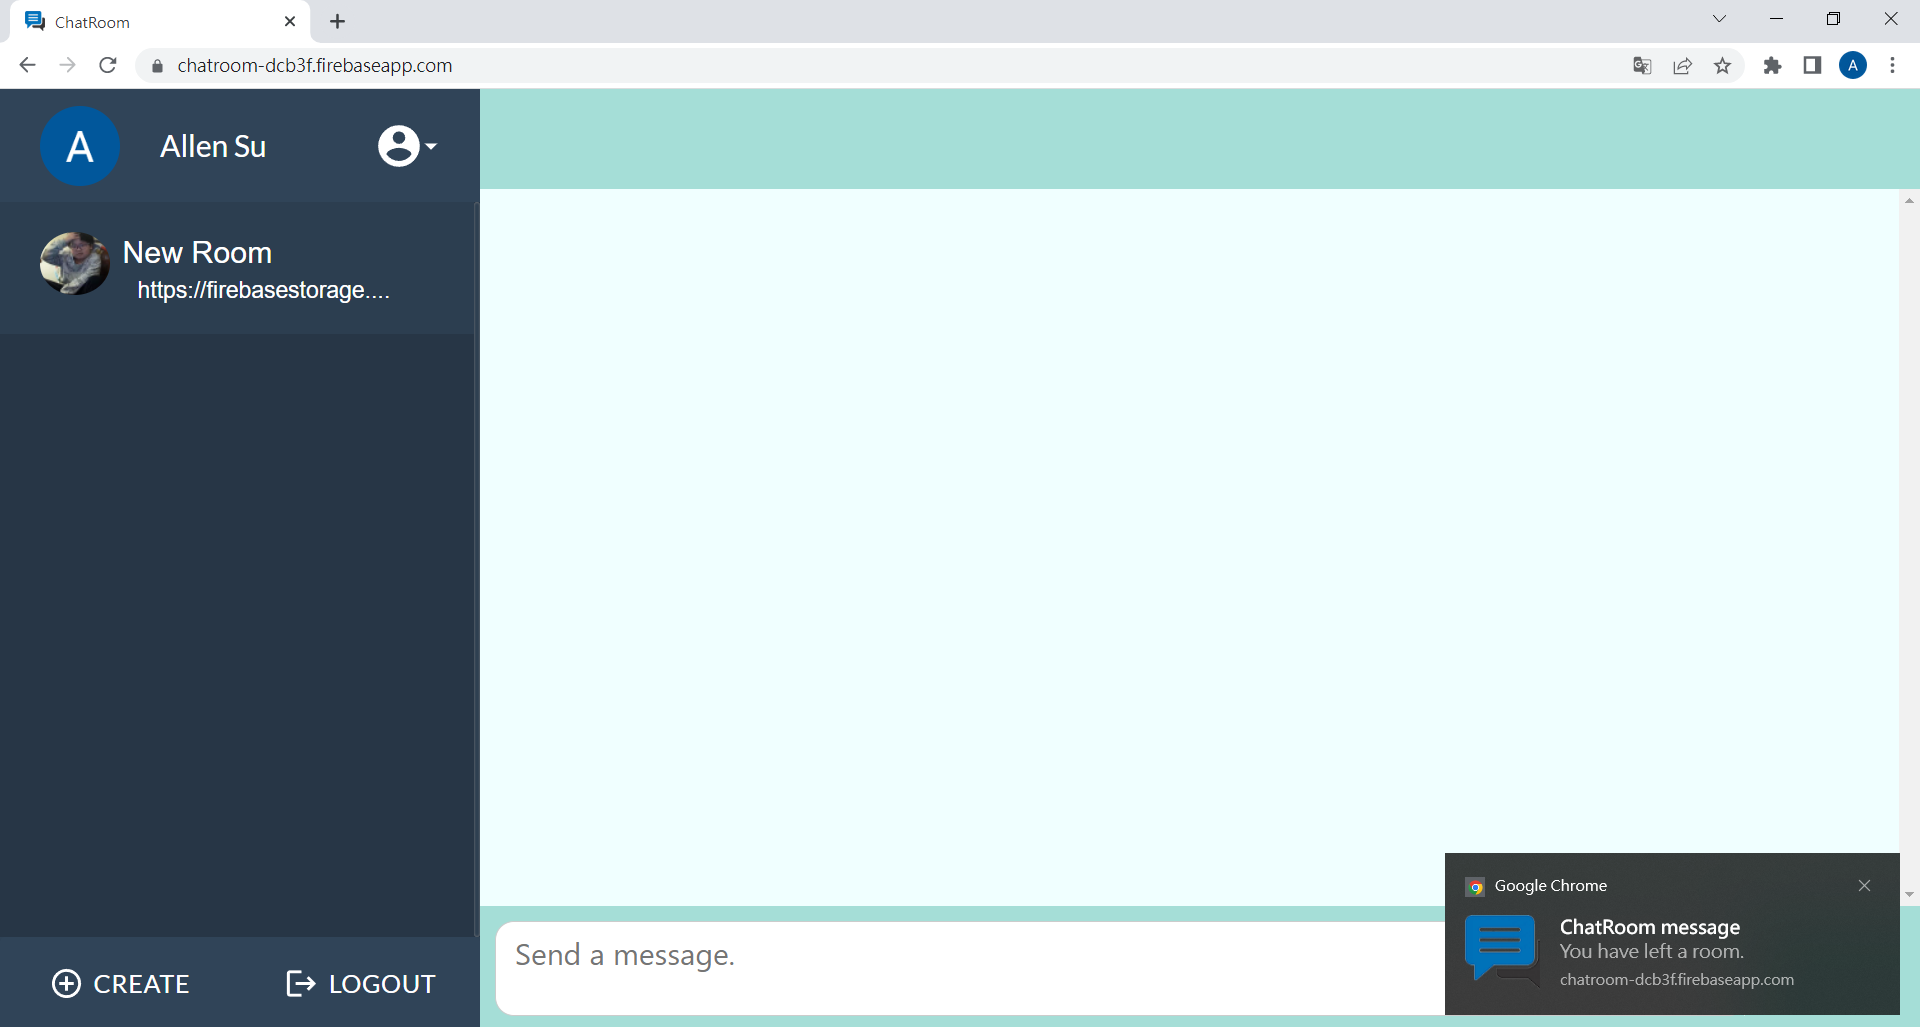 ChatRoom
chatroom-dcb3f.firebaseapp.com
A
A
Allen Su
New Room
https://firebasestorage....
CREATE
LOGOUT
Send a message.
Google Chrome
ChatRoom message
You have left a room.
chatroom-dcb3f.firebaseapp.com